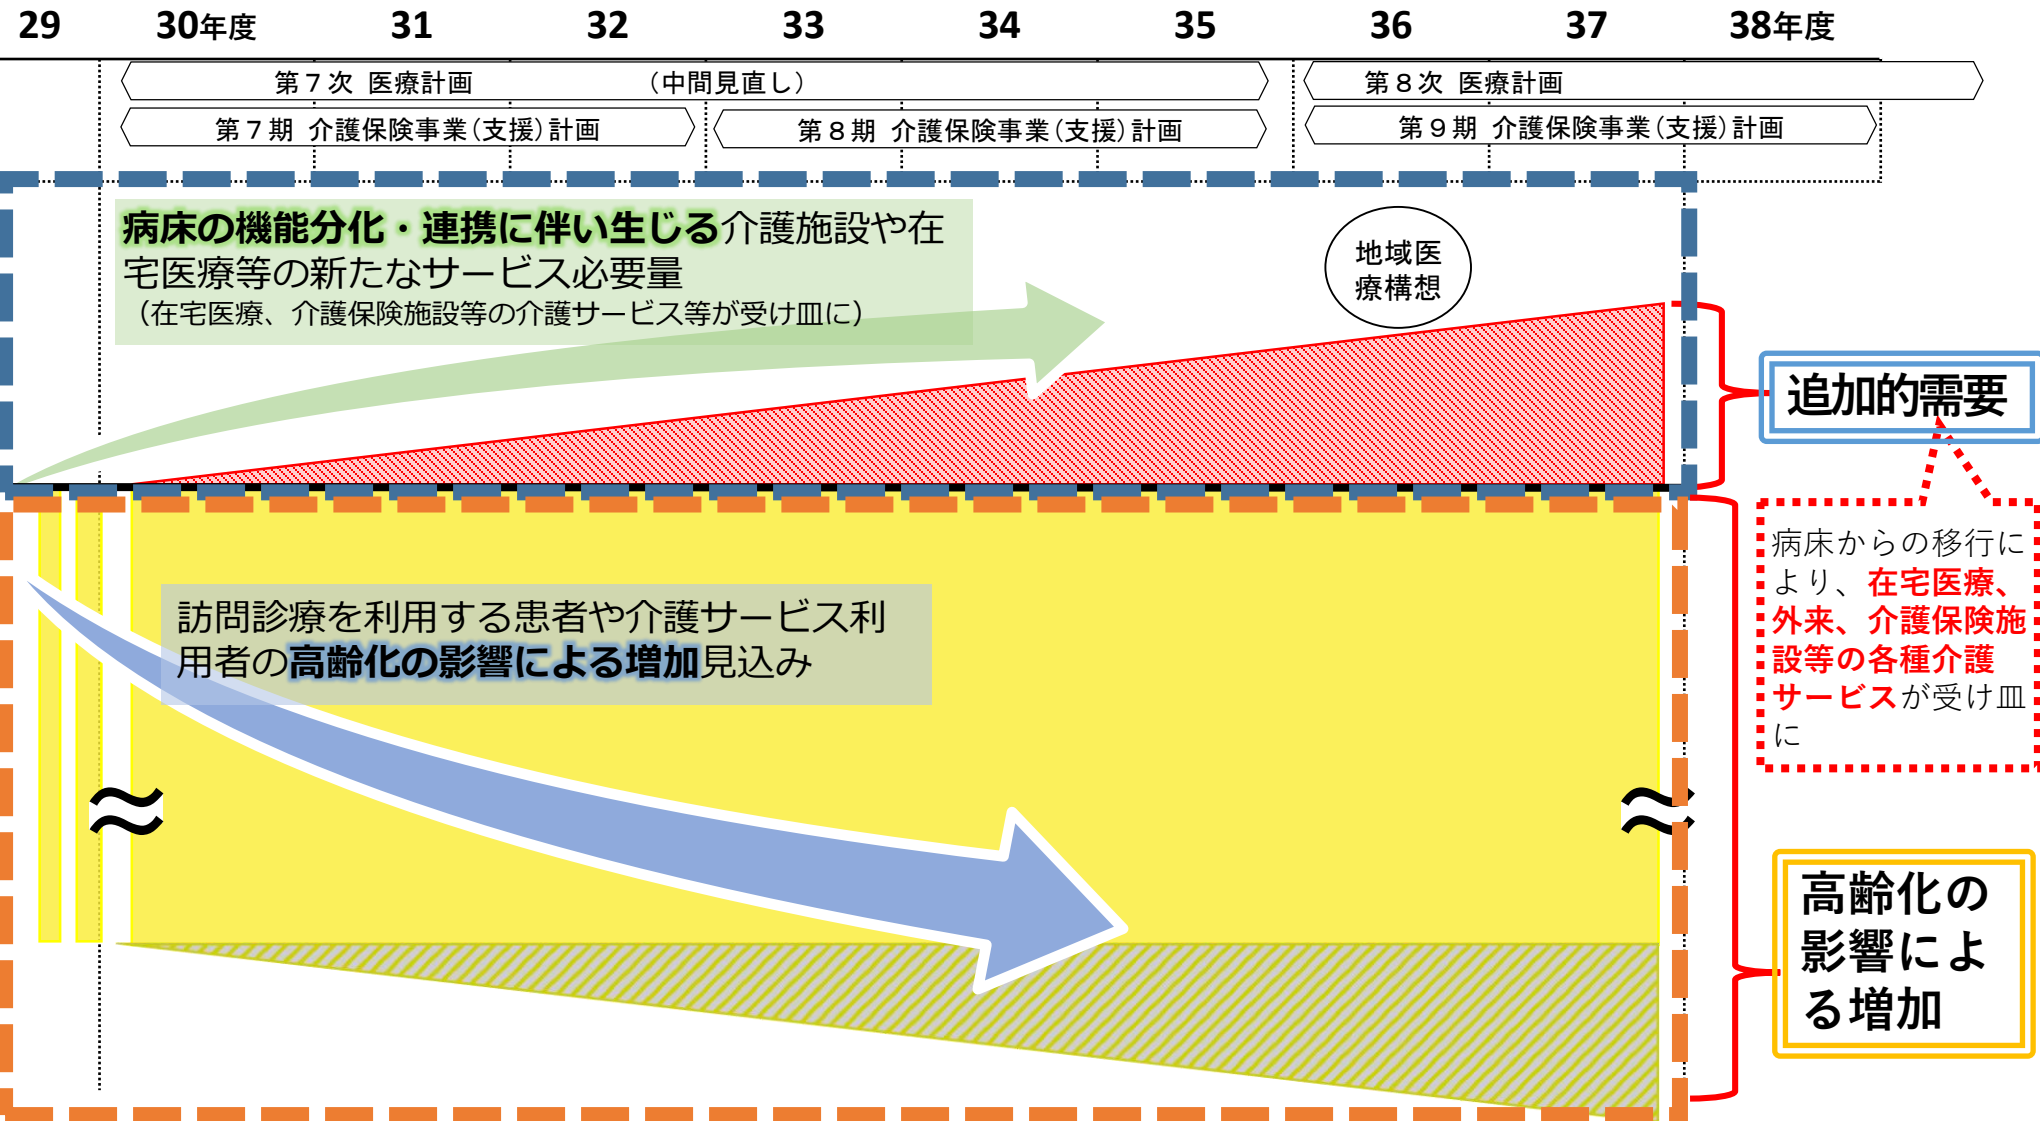 29 30年度 31 32 33 34 35 36 37 38年度
第７次 医療計画 （中間見直し）
第８次 医療計画
第７期 介護保険事業（支援）計画
第８期 介護保険事業（支援）計画
第９期 介護保険事業（支援）計画
病床の機能分化・連携に伴い生じる介護施設や在
宅医療等の新たなサービス必要量
（在宅医療、介護保険施設等の介護サービス等が受け皿に）
地域医
療構想
追加的需要
病床からの移行に
より、在宅医療、
外来、介護保険施
設等の各種介護
サービスが受け皿
に
訪問診療を利用する患者や介護サービス利
用者の高齢化の影響による増加見込み
高齢化の
影響によ
る増加